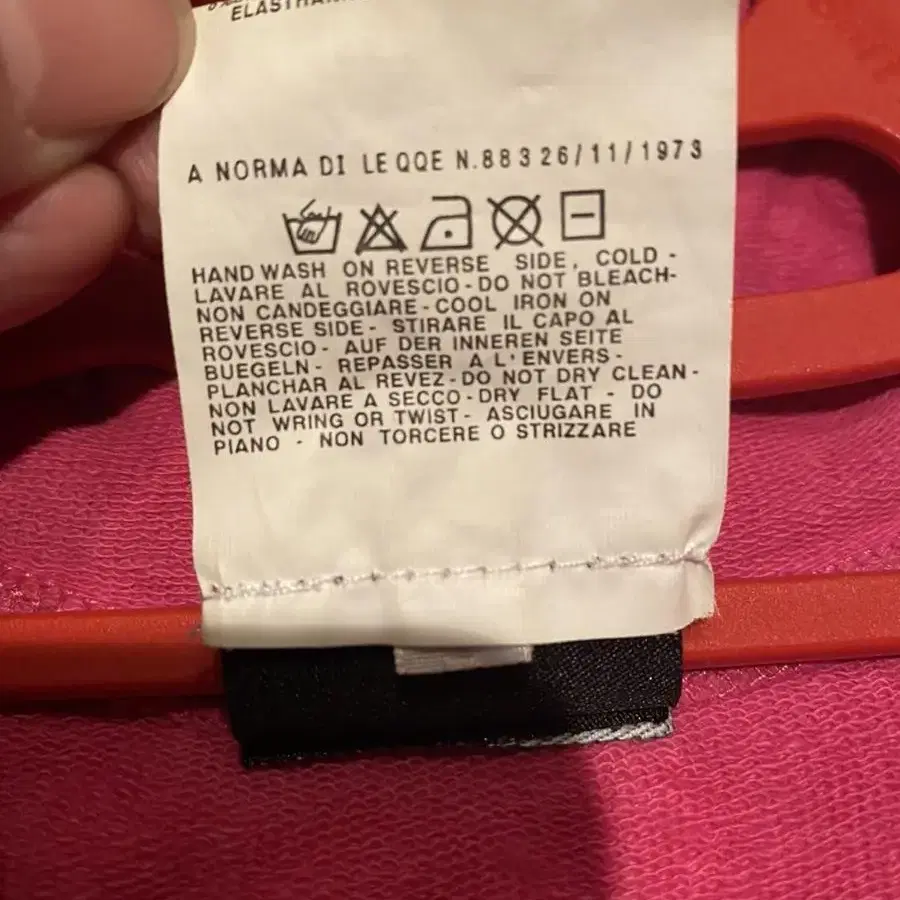 ELASTHAN
A NORMA DI LEQQE N.883 26/11/1973
HAND WASH ON REVERSE SIDE, COLD -
LAVARE AL ROVESCIO - DO NOT BLEACH-
NON CANDEGGIARE - COOL IRON ON
REVERSE SIDE - STIRARE IL CAPO AL
ROVESCIO - AUF DER INNEREN SEITE
BUEGELN - REPASSER A L'ENVERS -
PLANCHAR AL REVEZ - DO NOT DRY CLEAN -
NON LAVARE A SECCO - DRY FLAT - DO
NOT WRING OR TWIST - ASCIUGARE IN
PIANO - NON TORCERE O STRIZZARE